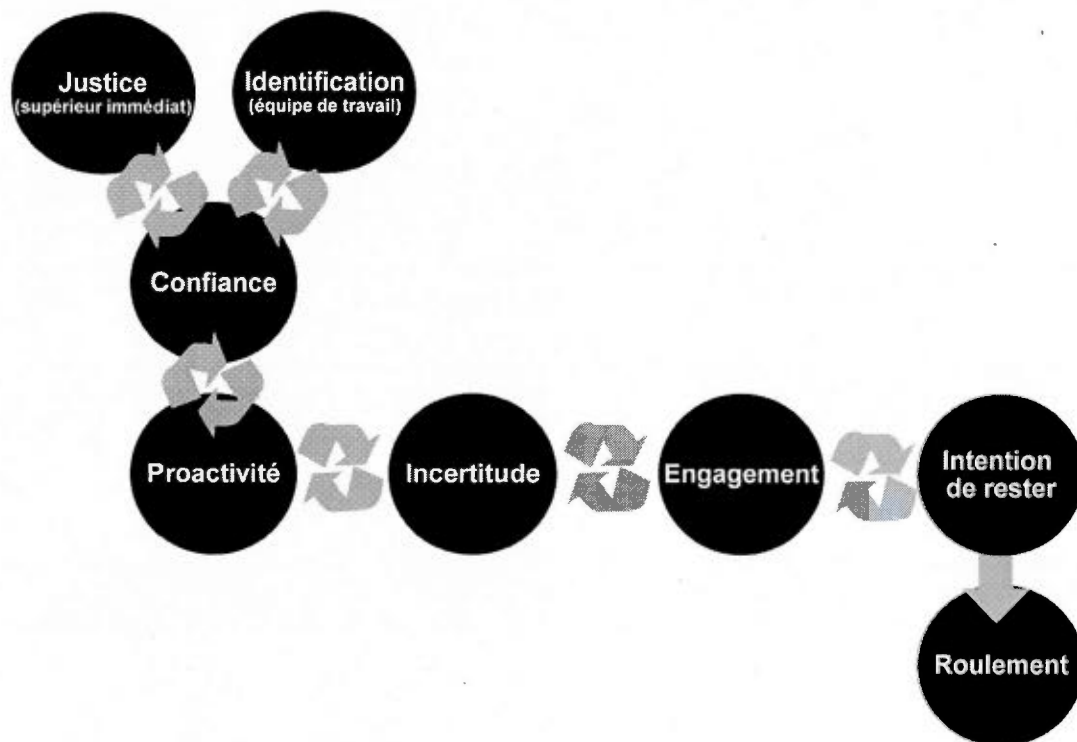 Justice
(supérieur immédiat)
Identification
(équipe de travail)
Confiance
Proactivité
Incertitude
Engagement
Intention
de rester
Roulement